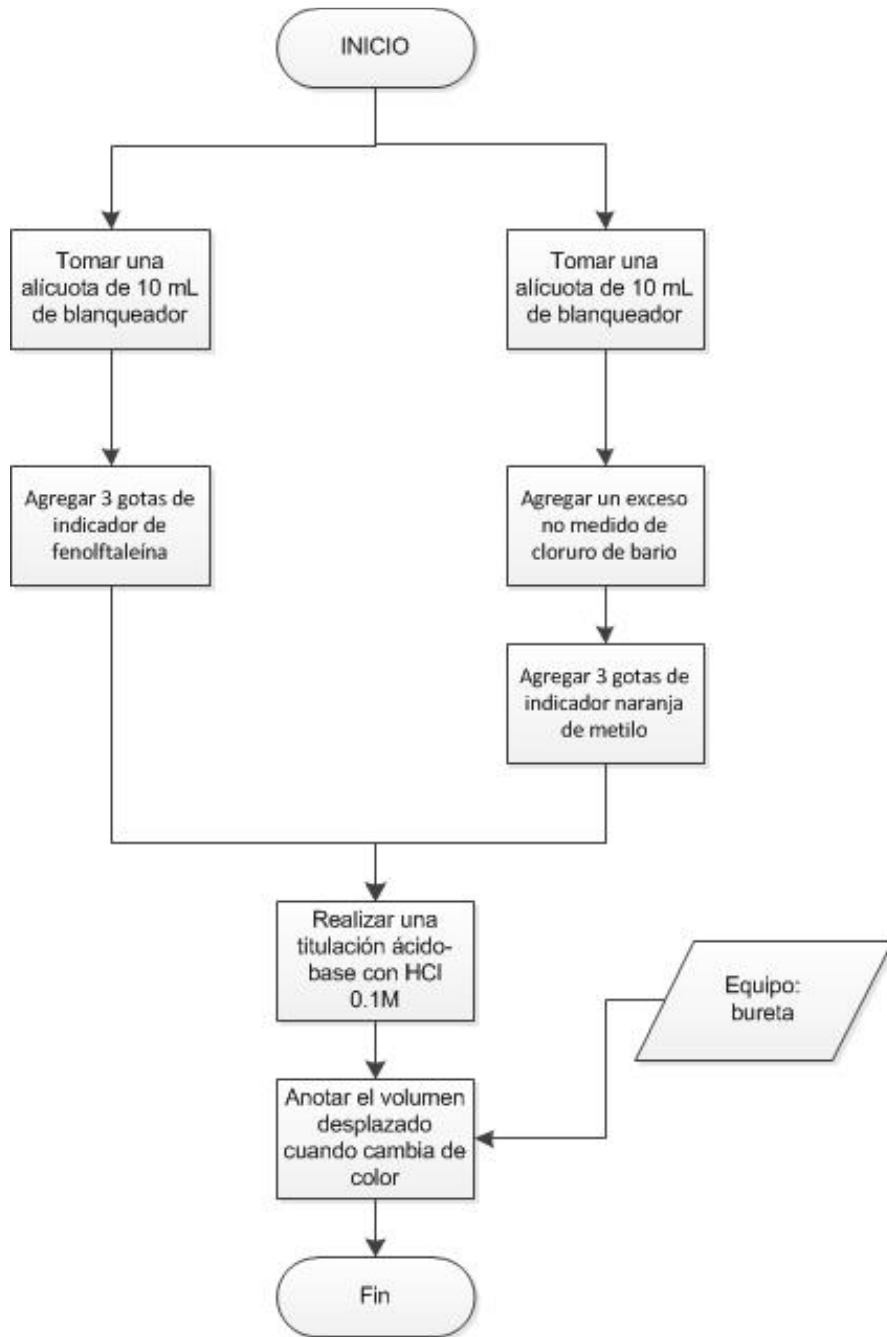 INICIO
Tomar una
alícuota de 10 mL
de blanqueador
Tomar una
alícuota de 10 mL
de blanqueador
Agregar 3 gotas de
indicador de
fenolftaleína
Agregar un exceso
no medido de
cloruro de bario
Agregar 3 gotas de
indicador naranja
de metilo
Realizar una
titulación ácido-
base con HCl
0.1M
Equipo:
bureta
Anotar el volumen
desplazado
cuando cambia de
color
Fin